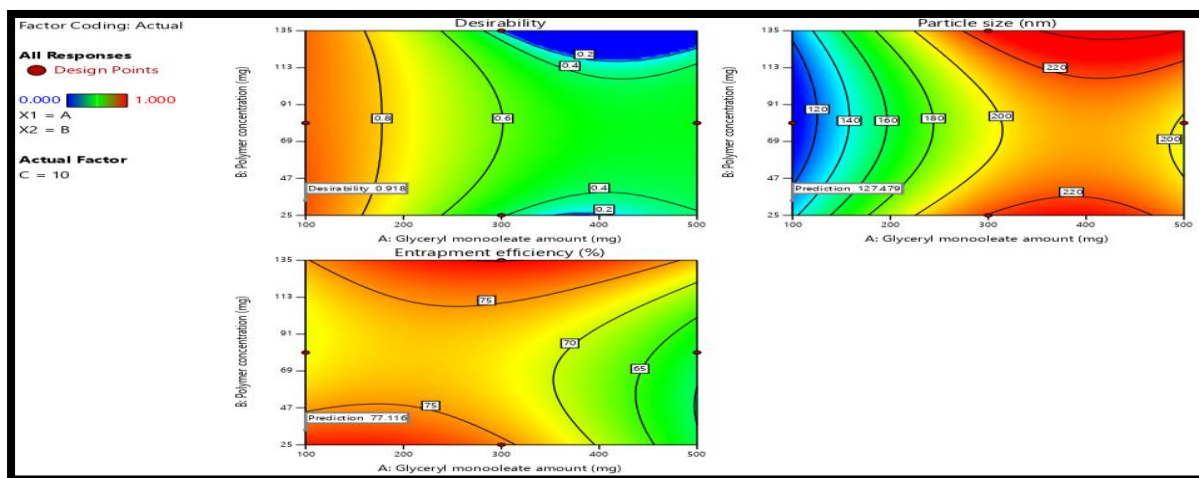 Factor Coding: Actual
All Responses
Design Points
0.000 1.000
X1 = A
X2 = B
Actual Factor
C = 10
Desirability
B: Polymer concentration (mg)
135
113
91
69
47
25
0.2
0.4
0.8
0.6
0.4
0.2
Desirability 0.918
100 200 300 400 500
A: Glyceryl monooleate amount (mg)
Particle size (nm)
B: Polymer concentration (mg)
135
113
91
69
47
25
220
120
140
160
180
200
200
220
Prediction 127.479
100 200 300 400 500
A: Glyceryl monooleate amount (mg)
Entrapment efficiency (%)
B: Polymer concentration (mg)
135
113
91
69
47
25
75
70
65
75
Prediction 77.116
100 200 300 400 500
A: Glyceryl monooleate amount (mg)